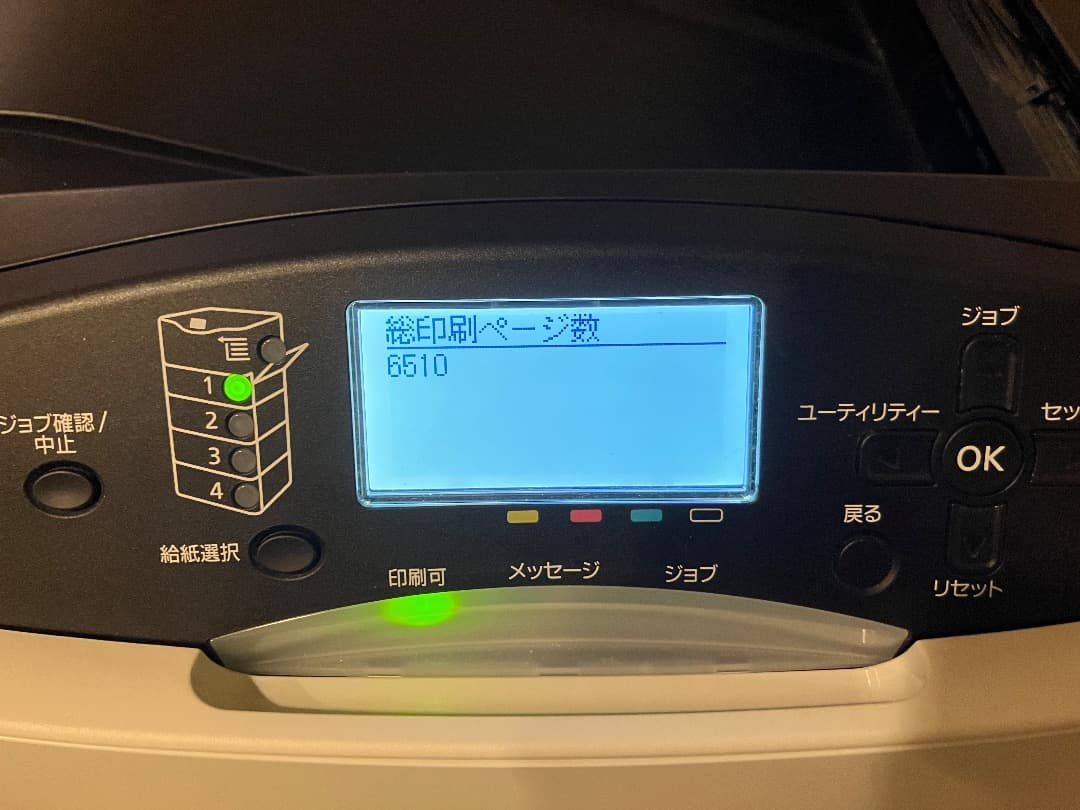 総印刷ページ数
6510
ジョブ
ユーティリティー
セッ
OK
戻る
リセット
ジョブ確認/
中止
1
2
3
4
給紙選択
印刷可
メッセージ
ジョブ